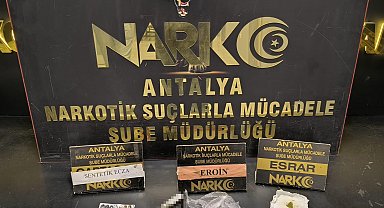 NARKO
ANTALYA
NARKOTİK SUÇLARLA MÜCADELE
ŞUBE MÜDÜRLÜĞÜ
ANTALYA
NARKOTİK SUÇLARLA MÜCADELE
ŞUBE MÜDÜRLÜĞÜ
SENTETİK ECZA
NARKO
ANTALYA
NARKOTİK SUÇLARLA MÜCADELE
ŞUBE MÜDÜRLÜĞÜ
EROİN
NARKO
ANTALYA
NARKOTİK SUÇLARLA MÜCADELE
ŞUBE MÜDÜRLÜĞÜ
ESRAR
NARKO